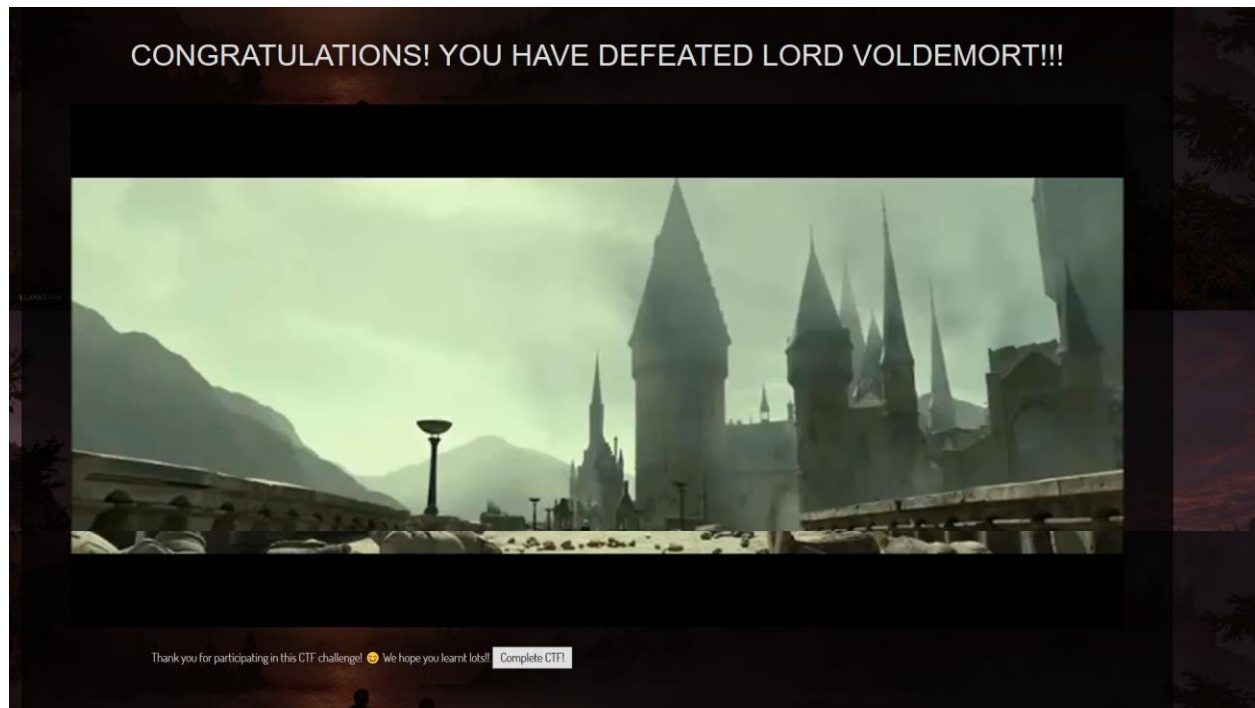 CONGRATULATIONS! YOU HAVE DEFEATED LORD VOLDEMORT!!!
Thank you for participating in this CTF challenge! 😊 We hope you learnt lots!! Complete CTF!